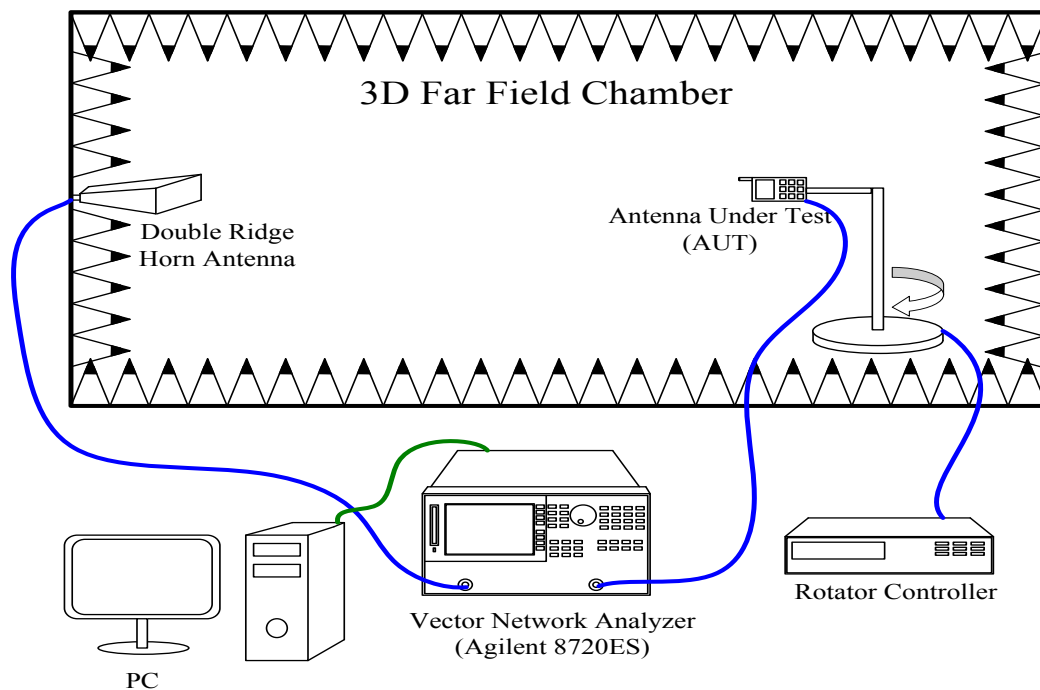 3D Far Field Chamber
Double Ridge
Horn Antenna
Antenna Under Test
(AUT)
Vector Network Analyzer
(Agilent 8720ES)
Rotator Controller
PC